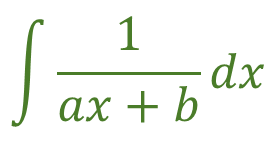 ∫ 1/(ax + b) dx